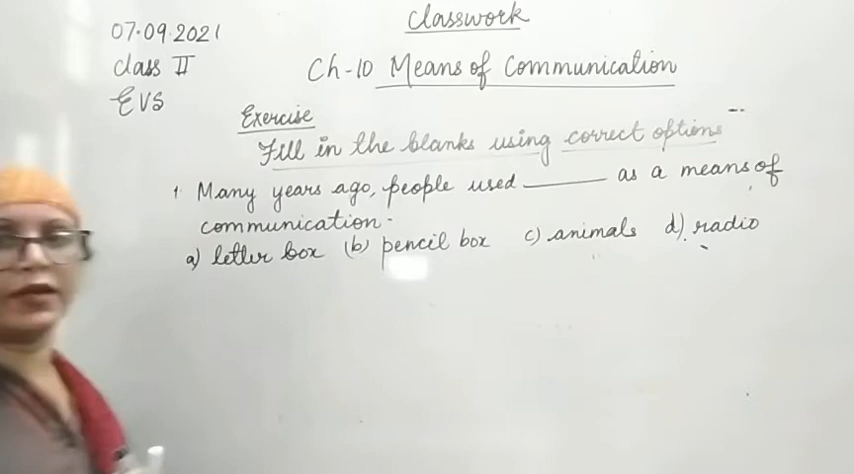 Classwork
07.09.2021
Class II
Ch-10 Means of Communication
EVS
Exercise
Fill in the blanks using correct options
1. Many years ago, people used ______ as a means of
communication.
a) letter box (b) pencil box c) animals d) radio